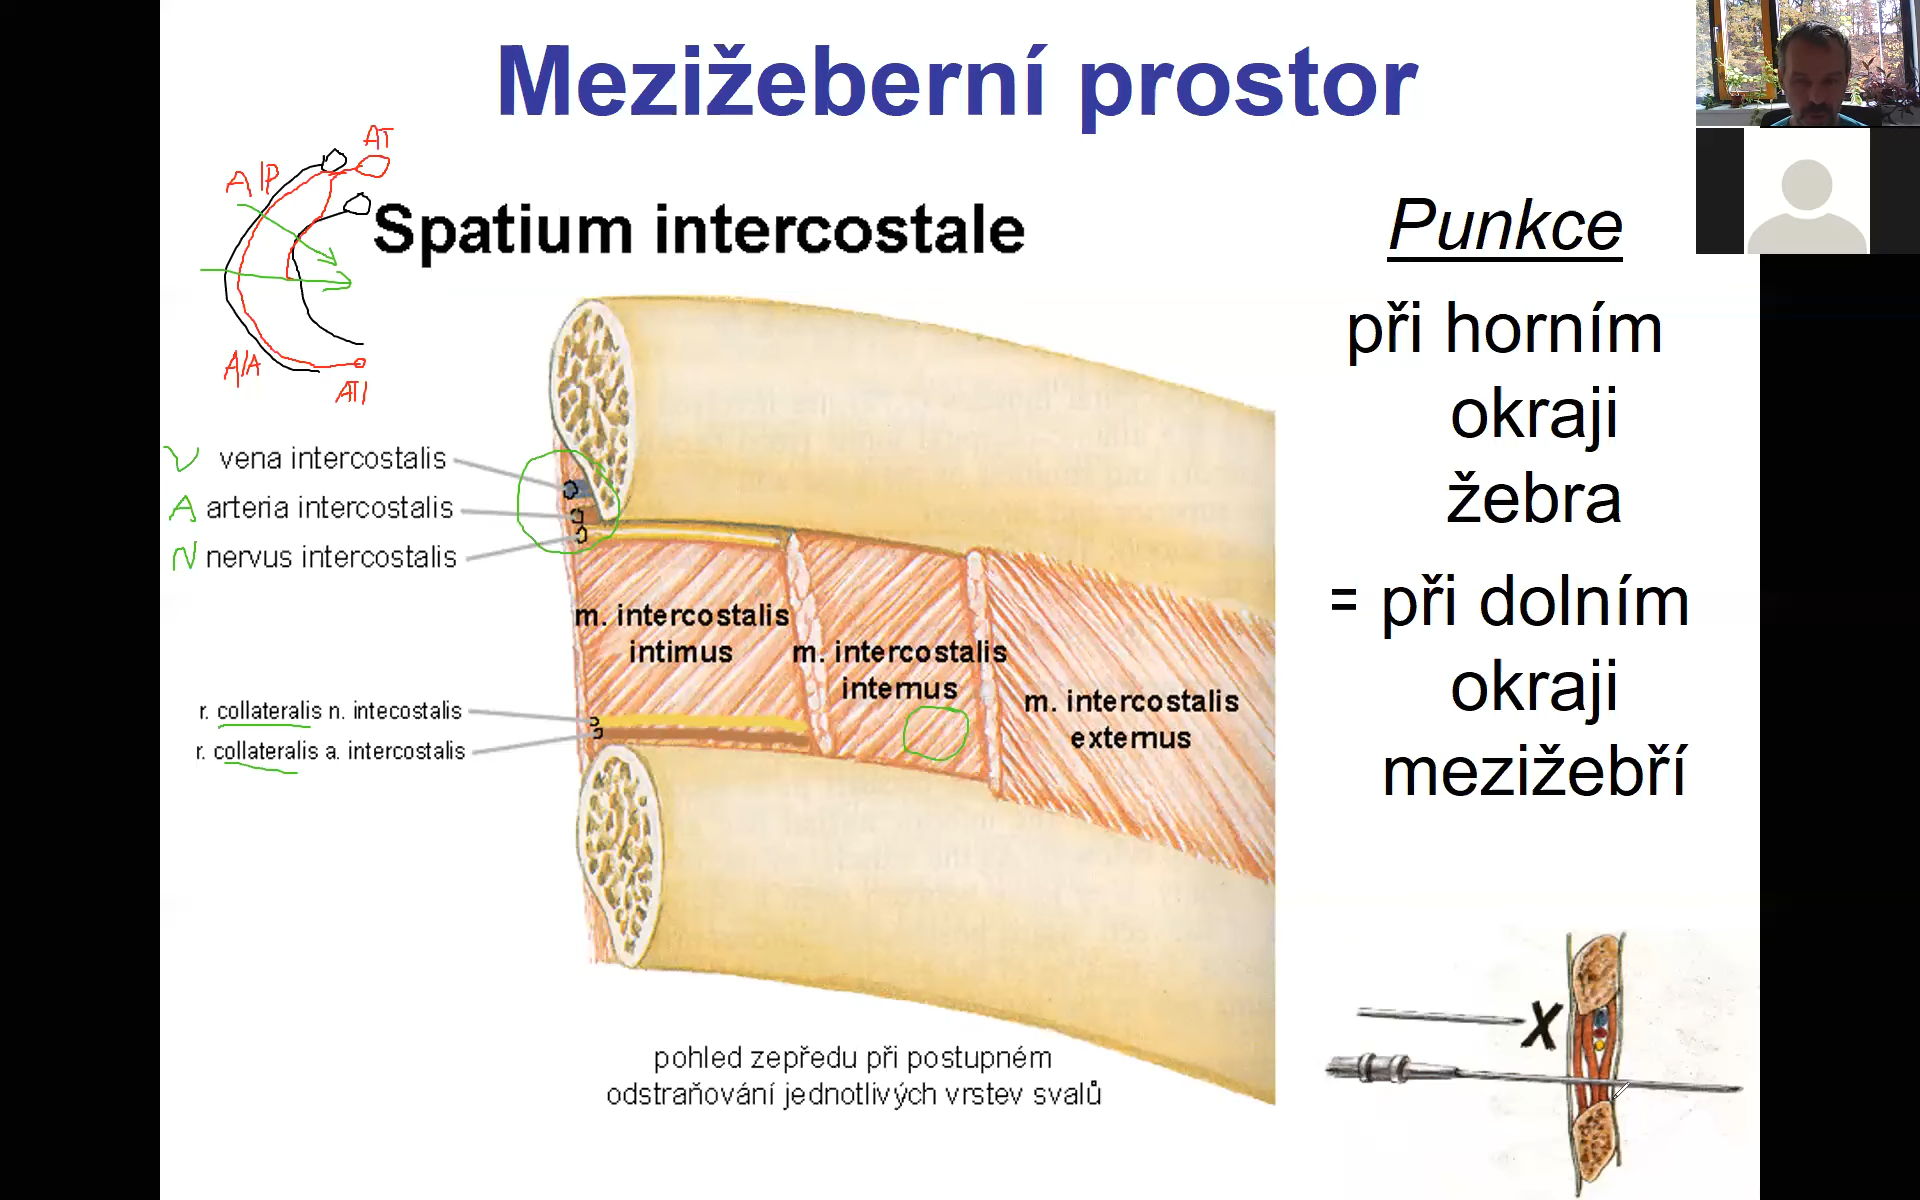 Mezižeberní prostor
AT
A/P
Spatium intercostale
A/A
ATI
V vena intercostalis
A arteria intercostalis
N nervus intercostalis
m. intercostalis
intimus
m. intercostalis
internus
m. intercostalis
externus
r. collateralis n. intecostalis
r. collateralis a. intercostalis
pohled zepředu při postupném
odstraňování jednotlivých vrstev svalů
Punkce
při horním
okraji
žebra
= při dolním
okraji
mezižebří
X